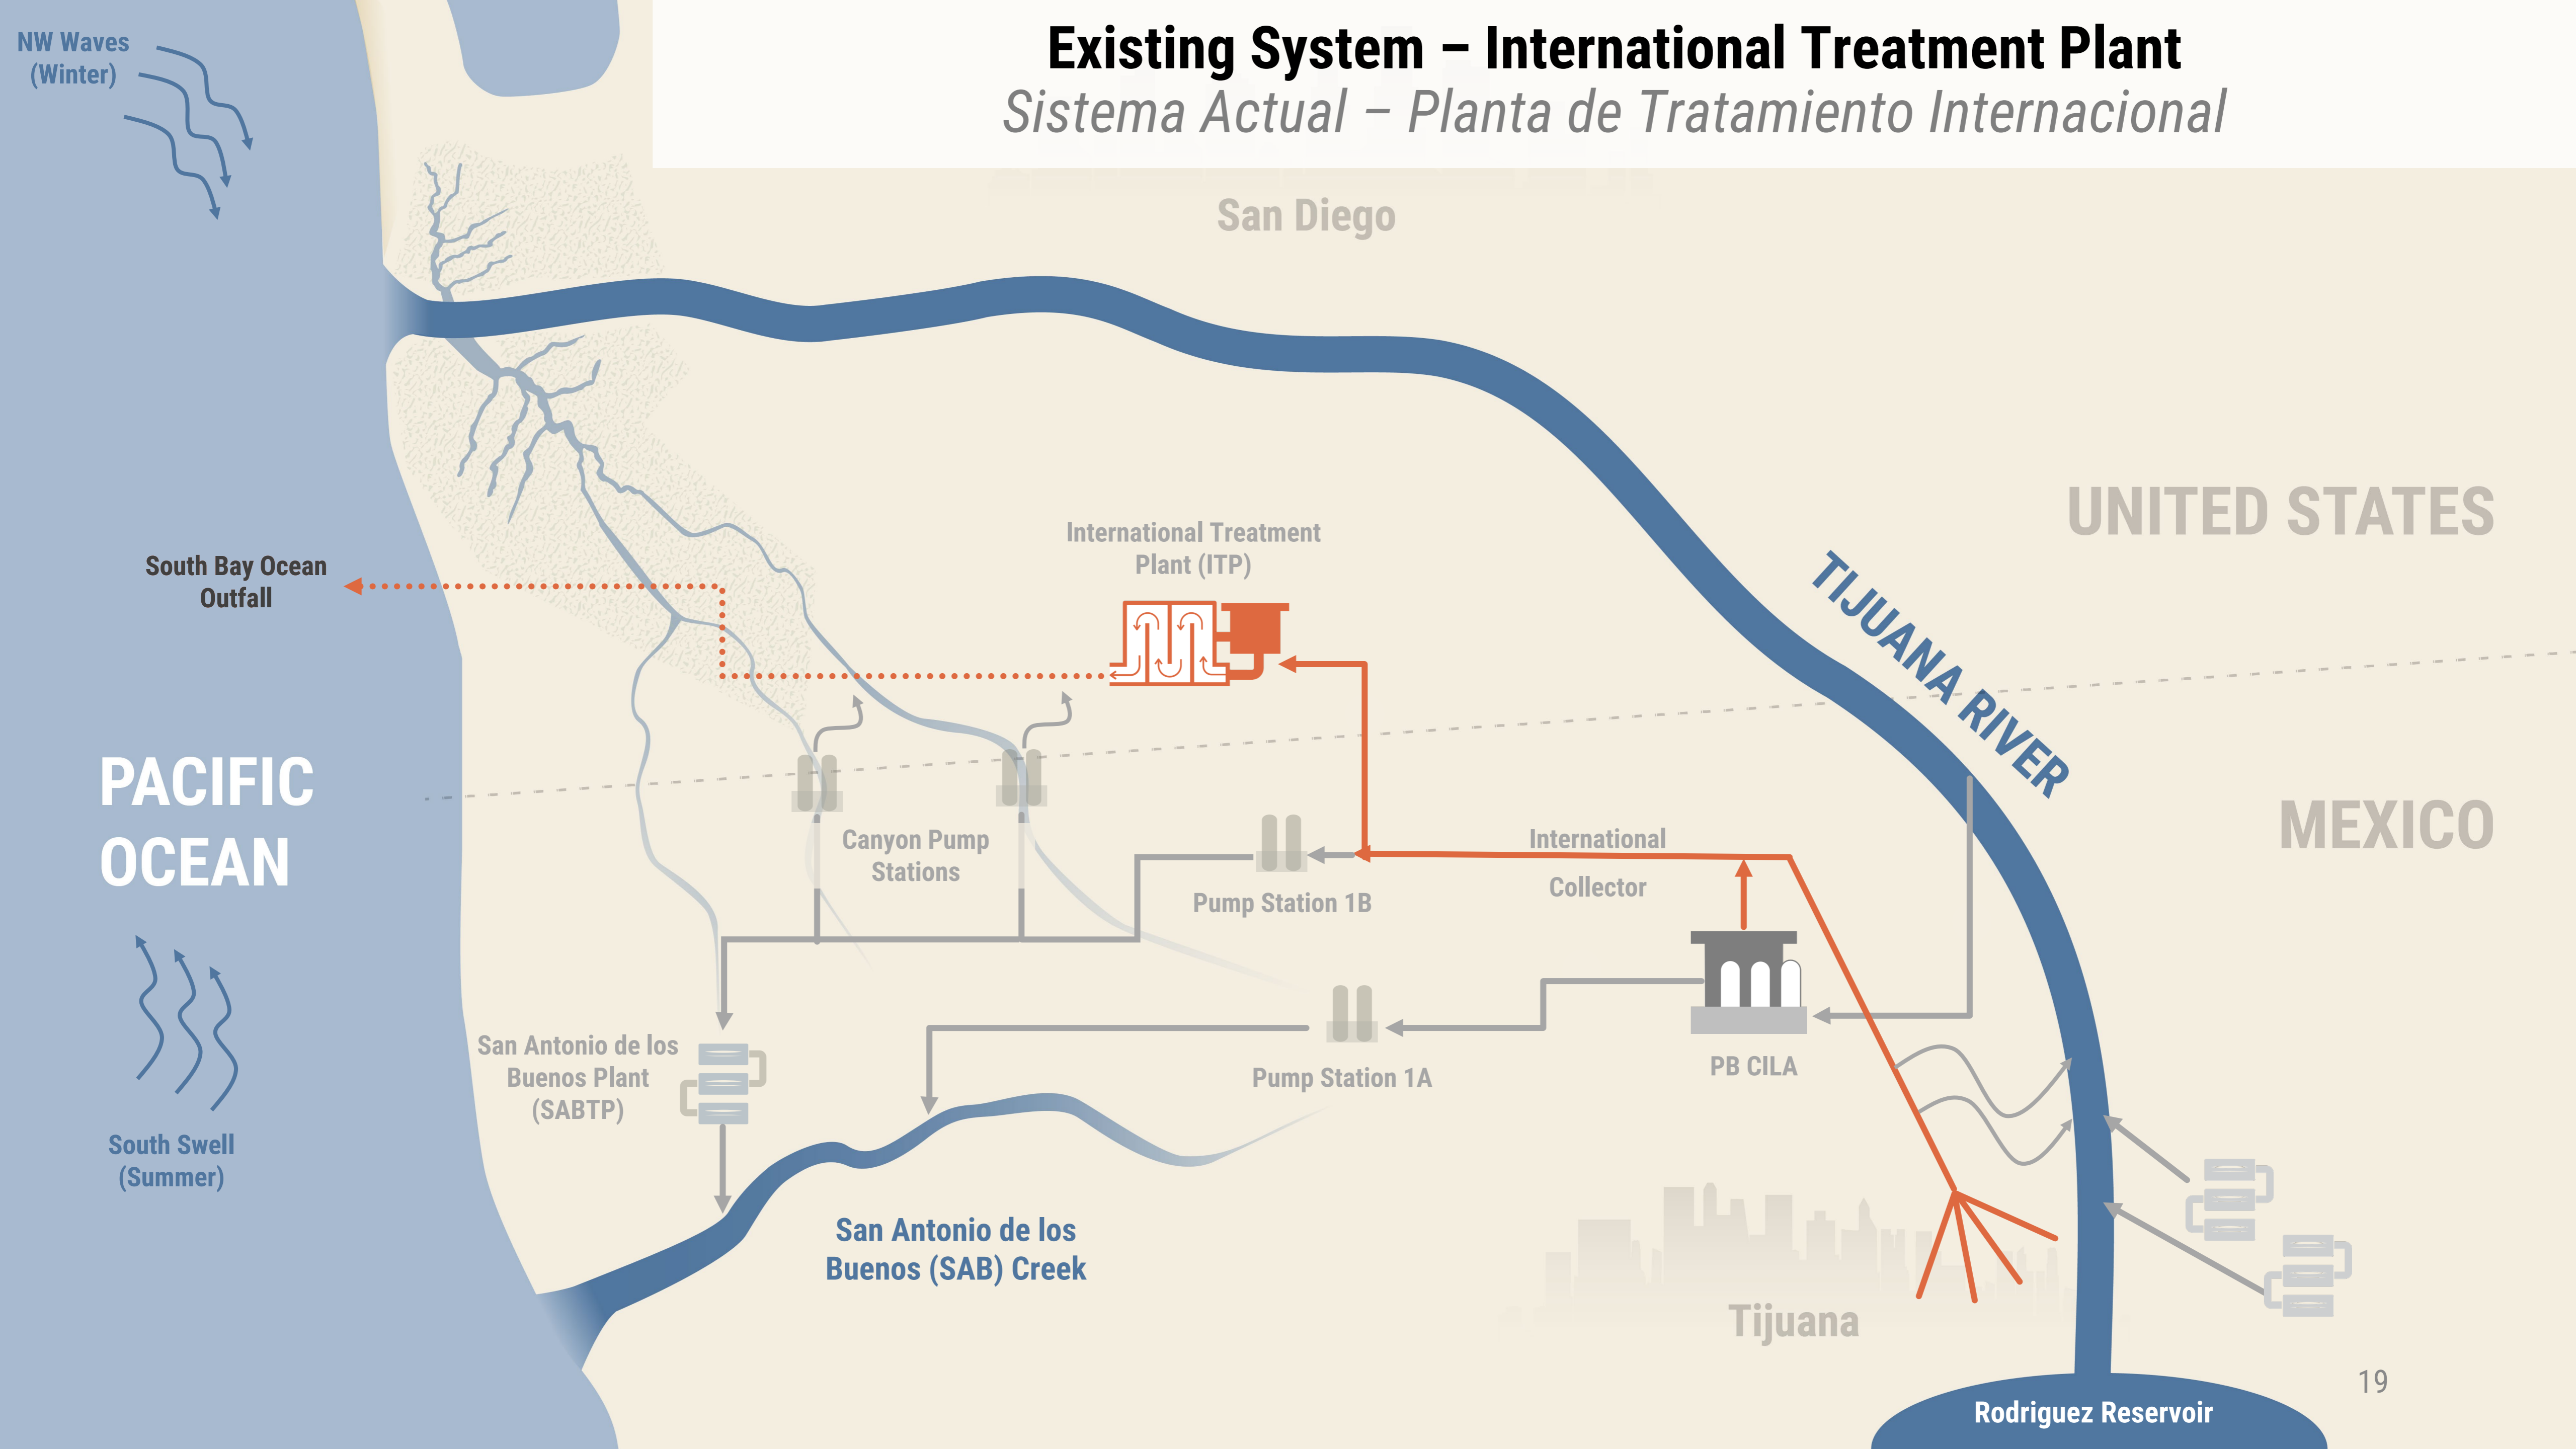 Existing System – International Treatment Plant
Sistema Actual – Planta de Tratamiento Internacional
NW Waves
(Winter)
San Diego
UNITED STATES
International Treatment
Plant (ITP)
South Bay Ocean
Outfall
TIJUANA RIVER
PACIFIC
OCEAN
MEXICO
Canyon Pump
Stations
International
Collector
Pump Station 1B
San Antonio de los
Buenos Plant
(SABTP)
Pump Station 1A
PB CILA
South Swell
(Summer)
San Antonio de los
Buenos (SAB) Creek
Tijuana
19
Rodriguez Reservoir